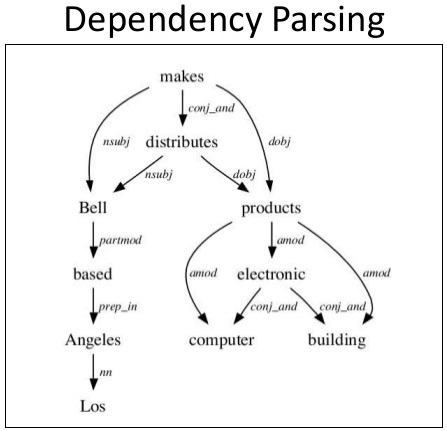 Dependency Parsing
makes
conj_and
nsubj distributes dobj
nsubj dobj
Bell products
partmod amod
based amod electronic amod
prep_in conj_and conj_and
Angeles computer building
nn
Los